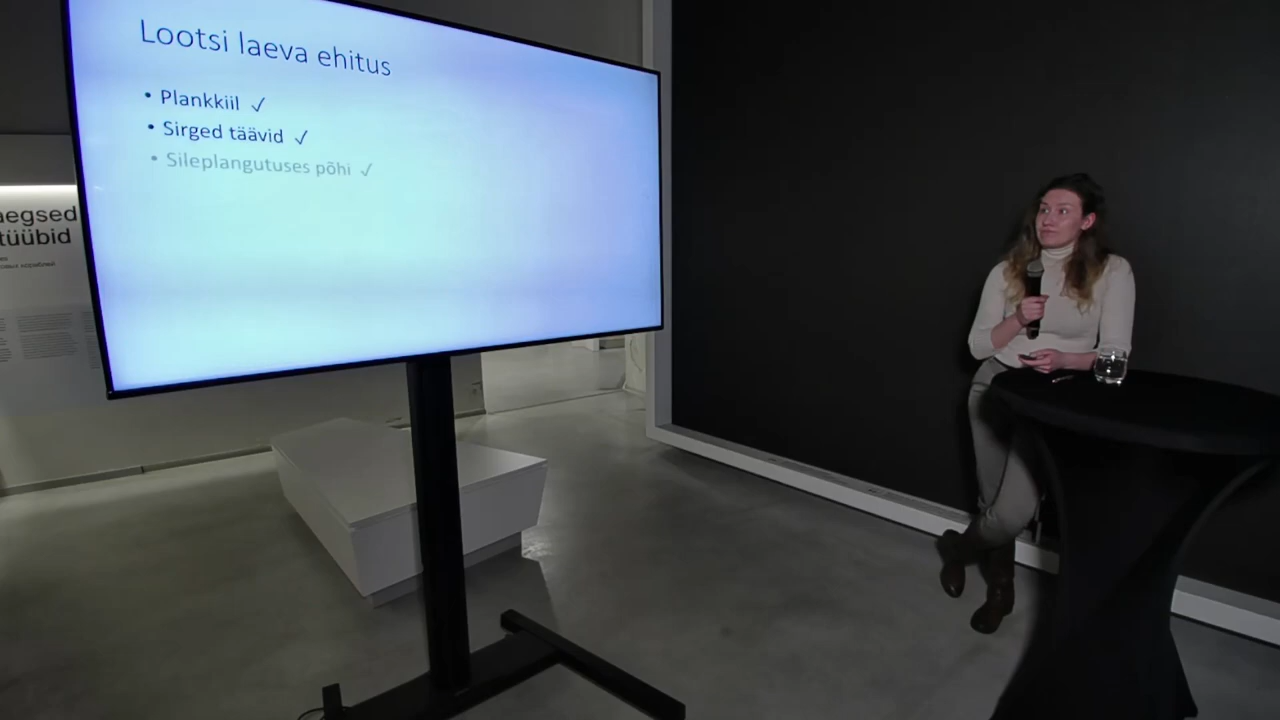 Lootsi laeva ehitus
• Plankkiil ✓
• Sirged täävid ✓
• Sileplangutuses põhi ✓
aegsed
tüübid